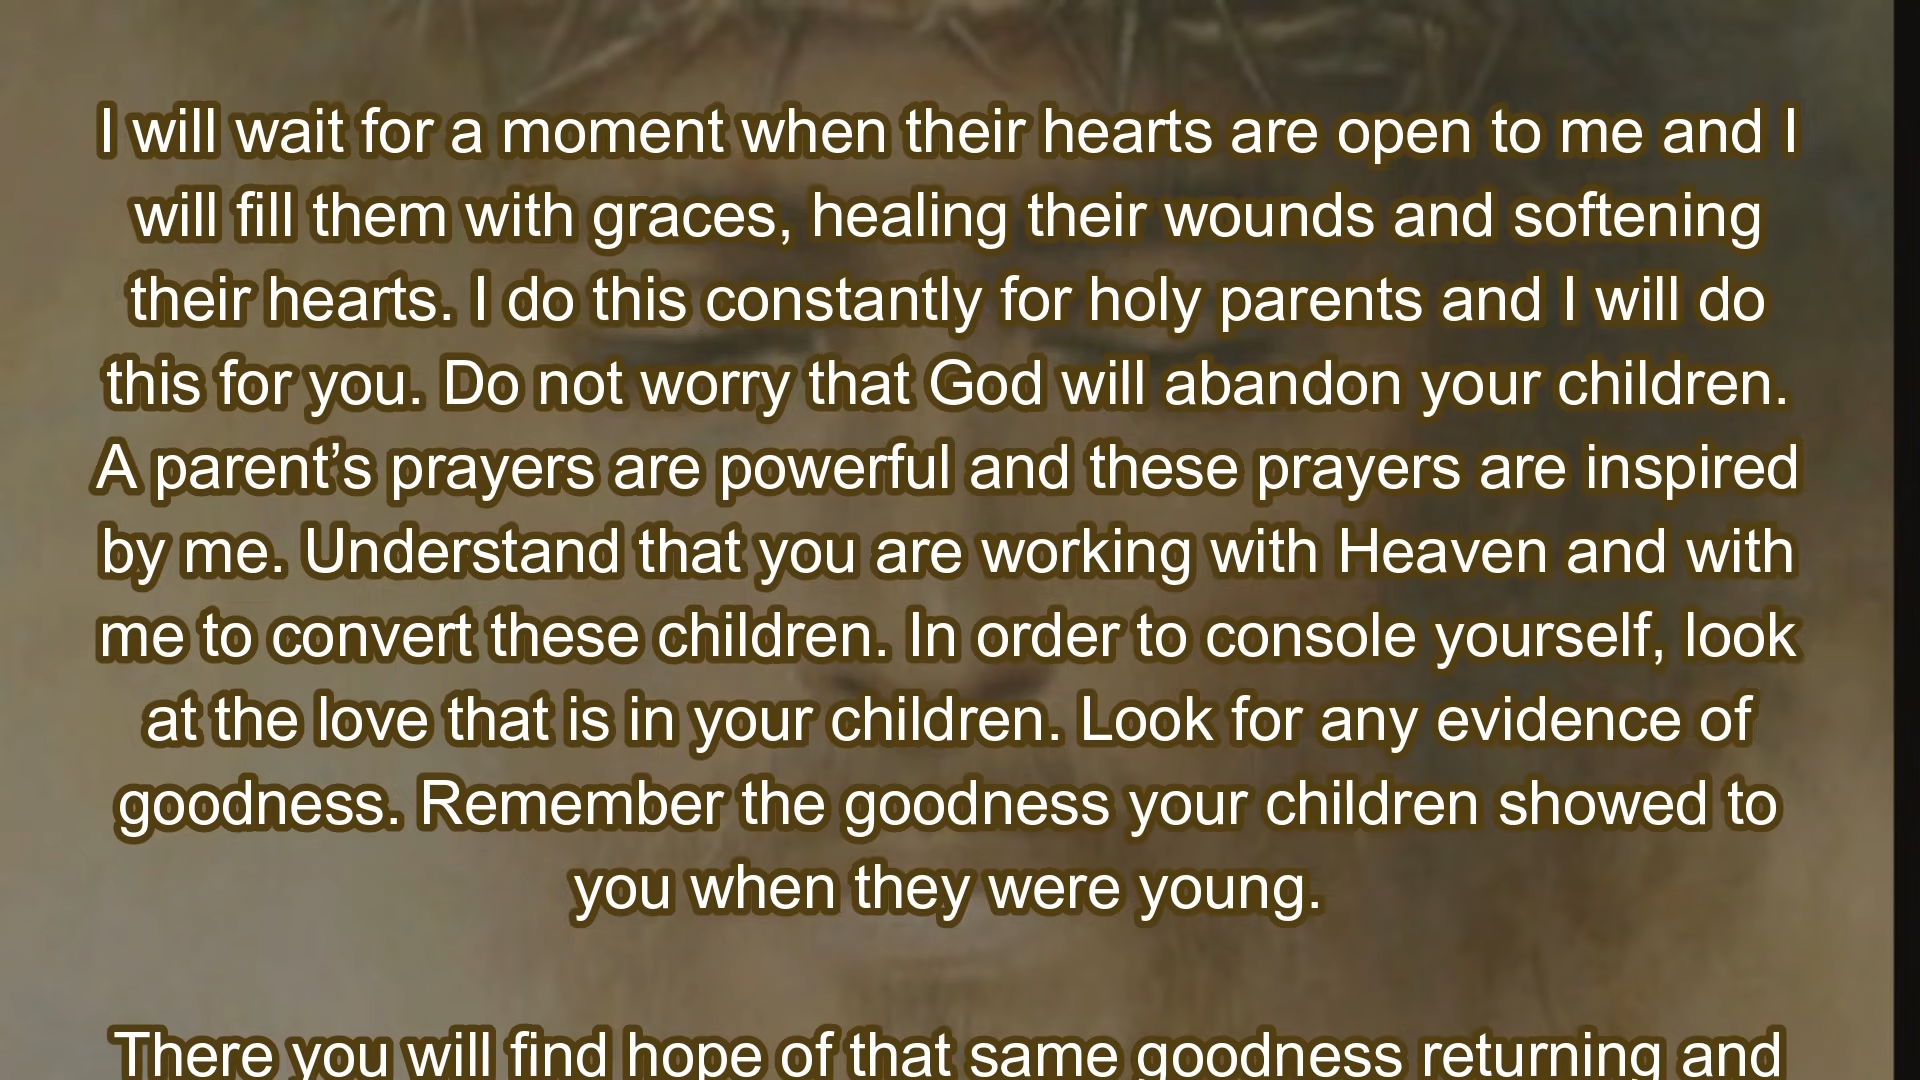 I will wait for a moment when their hearts are open to me and I
will fill them with graces, healing their wounds and softening
their hearts. I do this constantly for holy parents and I will do
this for you. Do not worry that God will abandon your children.
A parent’s prayers are powerful and these prayers are inspired
by me. Understand that you are working with Heaven and with
me to convert these children. In order to console yourself, look
at the love that is in your children. Look for any evidence of
goodness. Remember the goodness your children showed to
you when they were young.
There you will find hope of that same goodness returning and